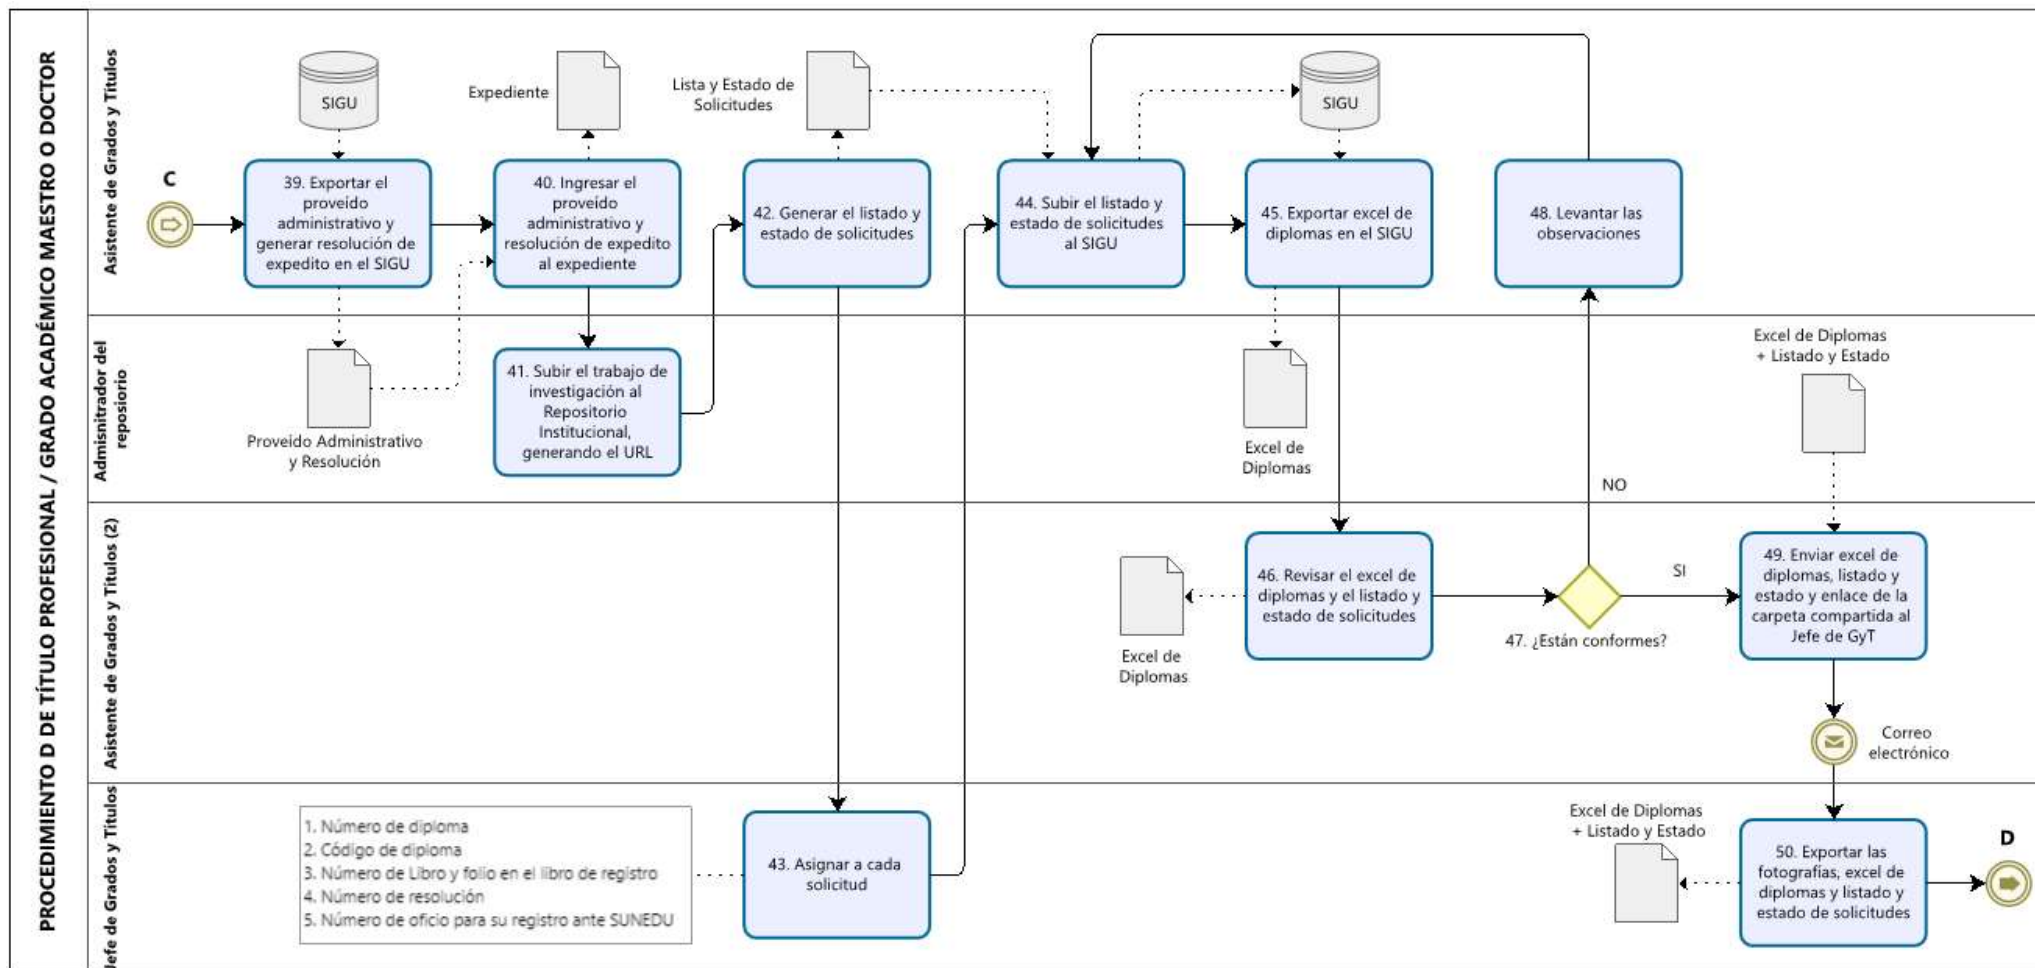 PROCEDIMIENTO D DE TÍTULO PROFESIONAL / GRADO ACADÉMICO MAESTRO O DOCTOR
Asistente de Grados y Titulos
C
SIGU
39. Exportar el
proveído
administrativo y
generar resolución de
expedito en el SIGU
Expediente
40. Ingresar el
proveído
administrativo y
resolución de expedito
al expediente
Lista y Estado de
Solicitudes
42. Generar el listado y
estado de solicitudes
44. Subir el listado y
estado de solicitudes
al SIGU
SIGU
45. Exportar excel de
diplomas en el SIGU
48. Levantar las
observaciones
Admisnitrador del
reposiorio
Proveido Administrativo
y Resolución
41. Subir el trabajo de
investigación al
Repositorio
Institucional,
generando el URL
Excel de
Diplomas
NO
Excel de Diplomas
+ Listado y Estado
Asistente de Grados y Titulos (2)
Excel de
Diplomas
46. Revisar el excel de
diplomas y el listado y
estado de solicitudes
47. ¿Están conformes?
SI
49. Enviar excel de
diplomas, listado y
estado y enlace de la
carpeta compartida al
Jefe de GyT
Correo
electrónico
Jefe de Grados y Titulos
1. Número de diploma
2. Código de diploma
3. Número de Libro y folio en el libro de registro
4. Número de resolución
5. Número de oficio para su registro ante SUNEDU
43. Asignar a cada
solicitud
Excel de Diplomas
+ Listado y Estado
50. Exportar las
fotografías, excel de
diplomas y listado y
estado de solicitudes
D